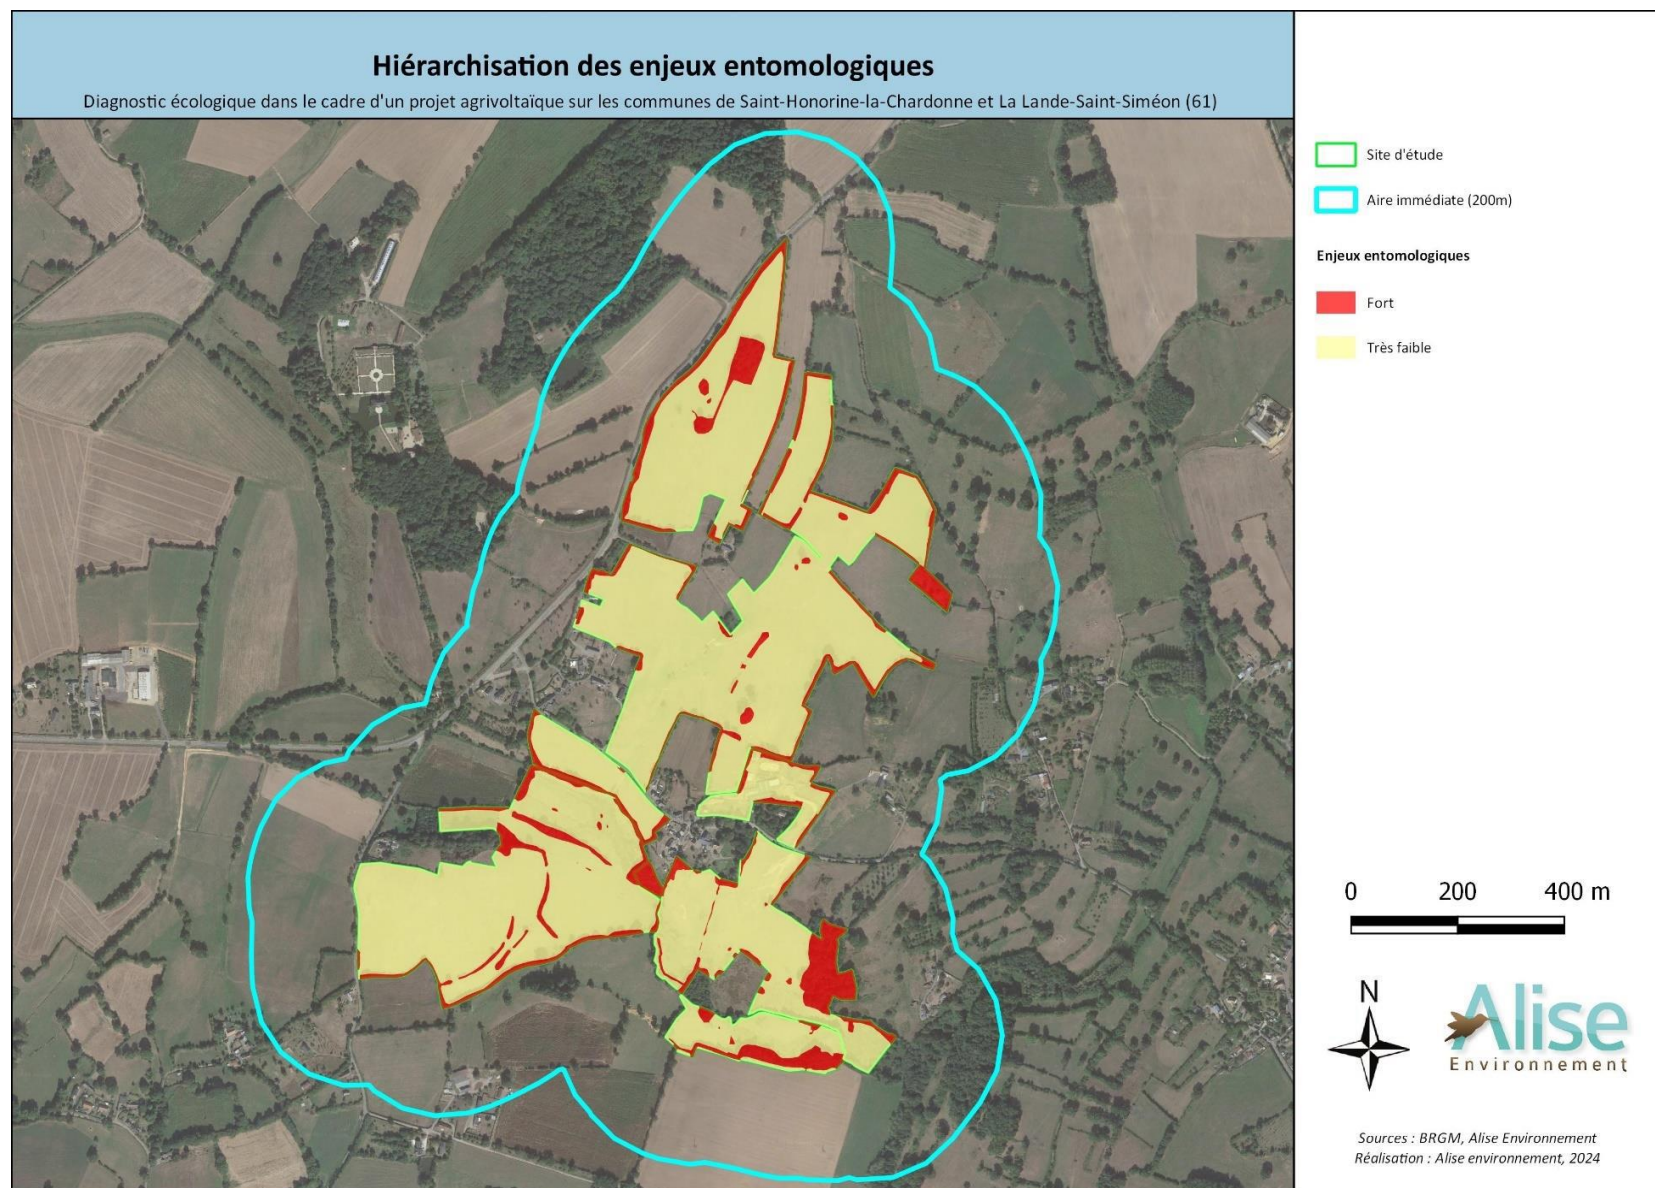 Hiérarchisation des enjeux entomologiques
Diagnostic écologique dans le cadre d'un projet agrivoltaïque sur les communes de Saint-Honorine-la-Chardonne et La Lande-Saint-Siméon (61)
Site d'étude
Aire immédiate (200m)
Enjeux entomologiques
Fort
Très faible
0 200 400 m
N
Alise
Environnement
Sources : BRGM, Alise Environnement
Réalisation : Alise environnement, 2024